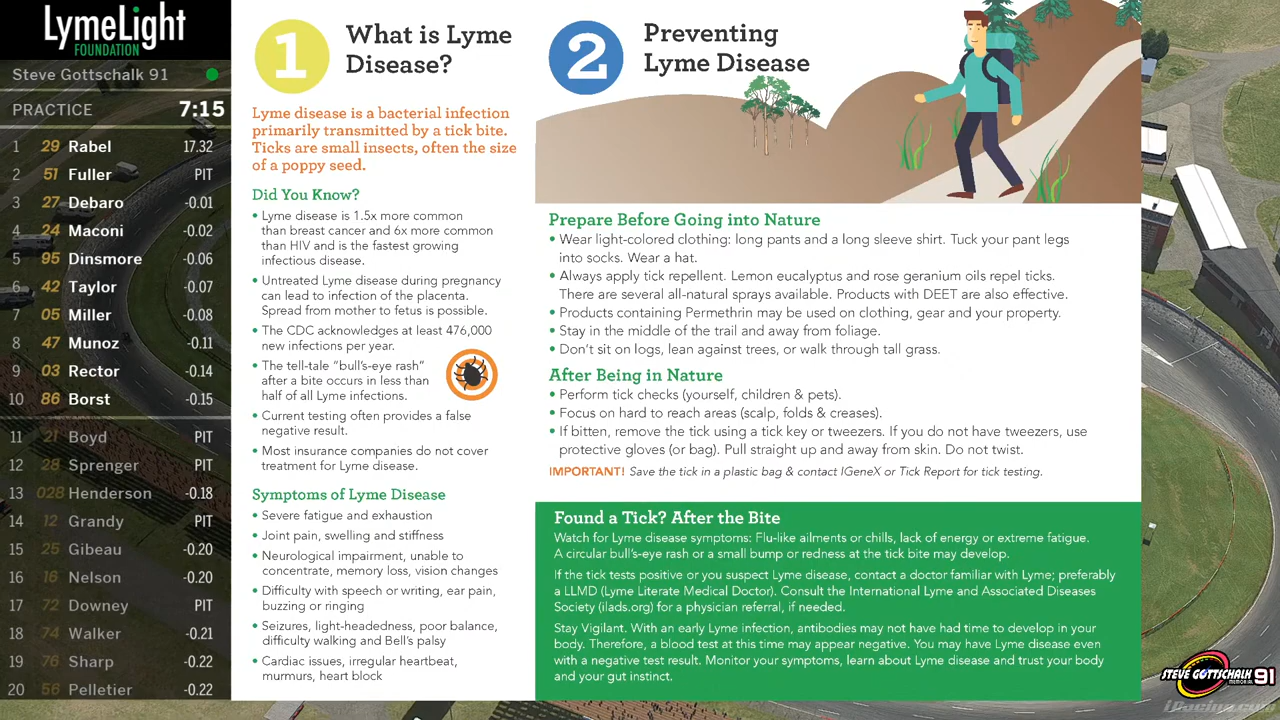 LymeLight
FOUNDATION
Steve Gottschalk 91
PRACTICE 7:15
1 29 Rabel 17.32
2 51 Fuller PIT
3 27 Debaro -0.01
4 24 Maconi -0.02
5 95 Dinsmore -0.06
6 42 Taylor -0.07
7 05 Miller -0.08
8 47 Munoz -0.11
9 03 Rector -0.14
10 86 Borst -0.15
11 21 Boyd PIT
12 28 Sprenger PIT
13 028 Henderson -0.18
14 12 Grandy PIT
15 25 Gibeau -0.20
16 16 Nelson -0.20
17 72 Downey PIT
18 74 Walker -0.21
19 76 Sharp -0.22
20 56 Pelletier -0.22
1
What is Lyme
Disease?
Lyme disease is a bacterial infection
primarily transmitted by a tick bite.
Ticks are small insects, often the size
of a poppy seed.
Did You Know?
• Lyme disease is 1.5x more common
than breast cancer and 6x more common
than HIV and is the fastest growing
infectious disease.
• Untreated Lyme disease during pregnancy
can lead to infection of the placenta.
Spread from mother to fetus is possible.
• The CDC acknowledges at least 476,000
new infections per year.
• The tell-tale “bull’s-eye rash”
after a bite occurs in less than
half of all Lyme infections.
• Current testing often provides a false
negative result.
• Most insurance companies do not cover
treatment for Lyme disease.
Symptoms of Lyme Disease
• Severe fatigue and exhaustion
• Joint pain, swelling and stiffness
• Neurological impairment, unable to
concentrate, memory loss, vision changes
• Difficulty with speech or writing, ear pain,
buzzing or ringing
• Seizures, light-headedness, poor balance,
difficulty walking and Bell’s palsy
• Cardiac issues, irregular heartbeat,
murmurs, heart block
2
Preventing
Lyme Disease
Prepare Before Going into Nature
• Wear light-colored clothing: long pants and a long sleeve shirt. Tuck your pant legs
into socks. Wear a hat.
• Always apply tick repellent. Lemon eucalyptus and rose geranium oils repel ticks.
There are several all-natural sprays available. Products with DEET are also effective.
• Products containing Permethrin may be used on clothing, gear and your property.
• Stay in the middle of the trail and away from foliage.
• Don’t sit on logs, lean against trees, or walk through tall grass.
After Being in Nature
• Perform tick checks (yourself, children & pets).
• Focus on hard to reach areas (scalp, folds & creases).
• If bitten, remove the tick using a tick key or tweezers. If you do not have tweezers, use
protective gloves (or bag). Pull straight up and away from skin. Do not twist.
IMPORTANT! Save the tick in a plastic bag & contact IGeneX or Tick Report for tick testing.
Found a Tick? After the Bite
Watch for Lyme disease symptoms: Flu-like ailments or chills, lack of energy or extreme fatigue.
A circular bull’s-eye rash or a small bump or redness at the tick bite may develop.
If the tick tests positive or you suspect Lyme disease, contact a doctor familiar with Lyme; preferably
a LLMD (Lyme Literate Medical Doctor). Consult the International Lyme and Associated Diseases
Society (ilads.org) for a physician referral, if needed.
Stay Vigilant. With an early Lyme infection, antibodies may not have had time to develop in your
body. Therefore, a blood test at this time may appear negative. You may have Lyme disease even
with a negative test result. Monitor your symptoms, learn about Lyme disease and trust your body
and your gut instinct.
STEVE GOTTSCHALK 91
MEMORIAL
iRacing.com